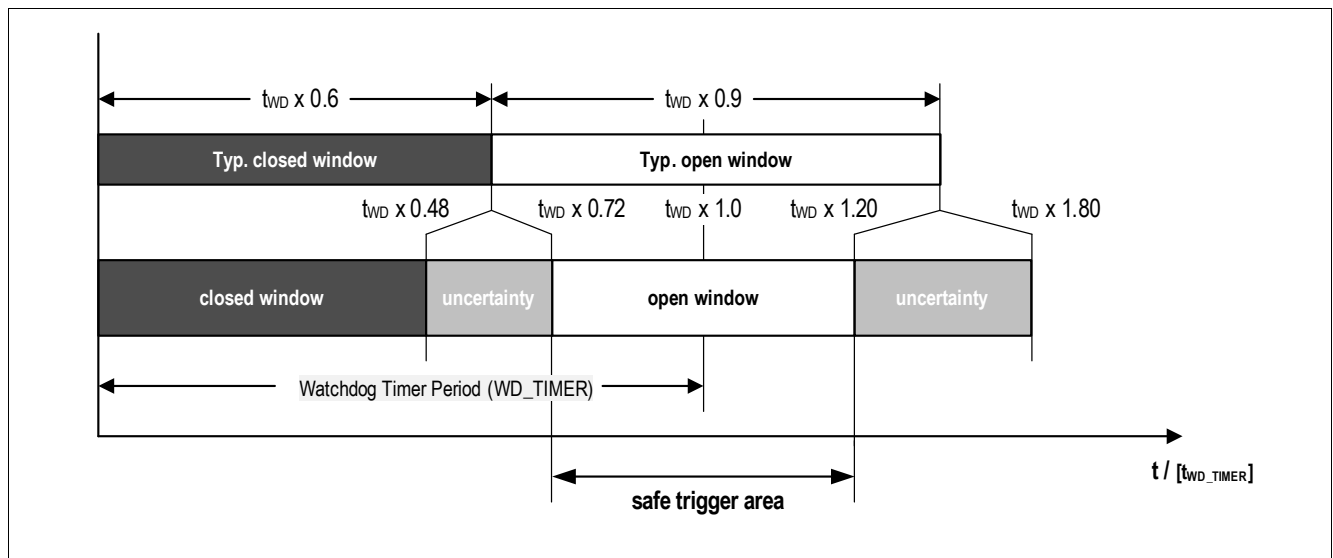 tWD x 0.6
tWD x 0.9
Typ. closed window
Typ. open window
tWD x 0.48
tWD x 0.72
tWD x 1.0
tWD x 1.20
tWD x 1.80
closed window
uncertainty
open window
uncertainty
Watchdog Timer Period (WD_TIMER)
t / [tWD_TIMER]
safe trigger area